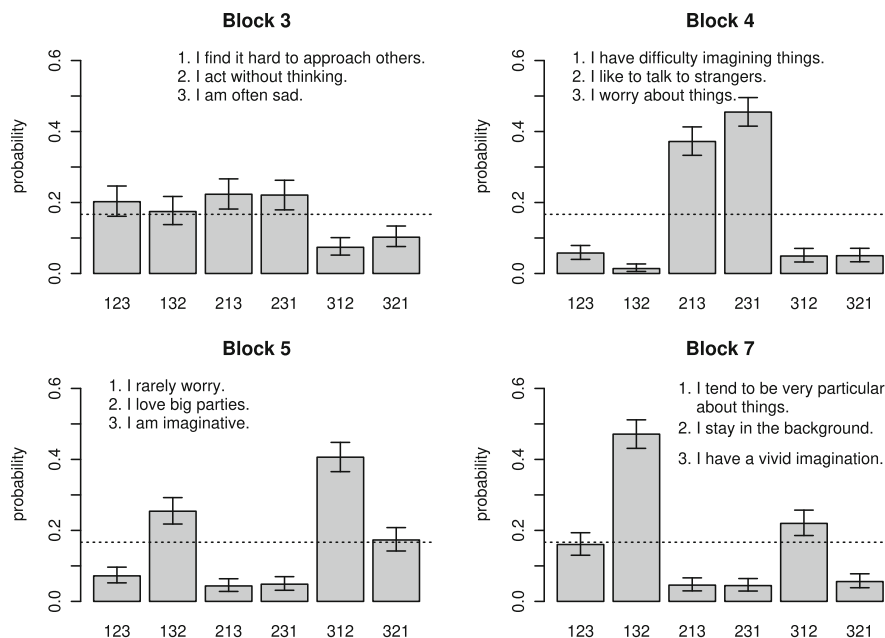 Block 3
1. I find it hard to approach others.
2. I act without thinking.
3. I am often sad.
probability
0.6
0.4
0.2
0.0
123 132 213 231 312 321
Block 4
1. I have difficulty imagining things.
2. I like to talk to strangers.
3. I worry about things.
probability
0.6
0.4
0.2
0.0
123 132 213 231 312 321
Block 5
1. I rarely worry.
2. I love big parties.
3. I am imaginative.
probability
0.6
0.4
0.2
0.0
123 132 213 231 312 321
Block 7
1. I tend to be very particular
about things.
2. I stay in the background.
3. I have a vivid imagination.
probability
0.6
0.4
0.2
0.0
123 132 213 231 312 321